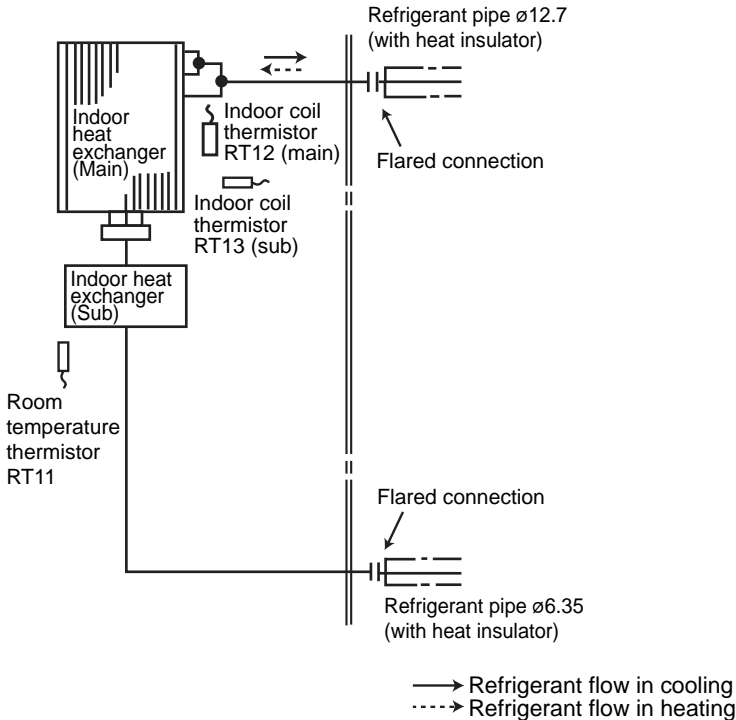 Refrigerant pipe ø12.7
(with heat insulator)
Indoor
heat
exchanger
(Main)
Indoor coil
thermistor
RT12 (main)
Flared connection
Indoor coil
thermistor
RT13 (sub)
Indoor heat
exchanger
(Sub)
Room
temperature
thermistor
RT11
Flared connection
Refrigerant pipe ø6.35
(with heat insulator)
Refrigerant flow in cooling
Refrigerant flow in heating